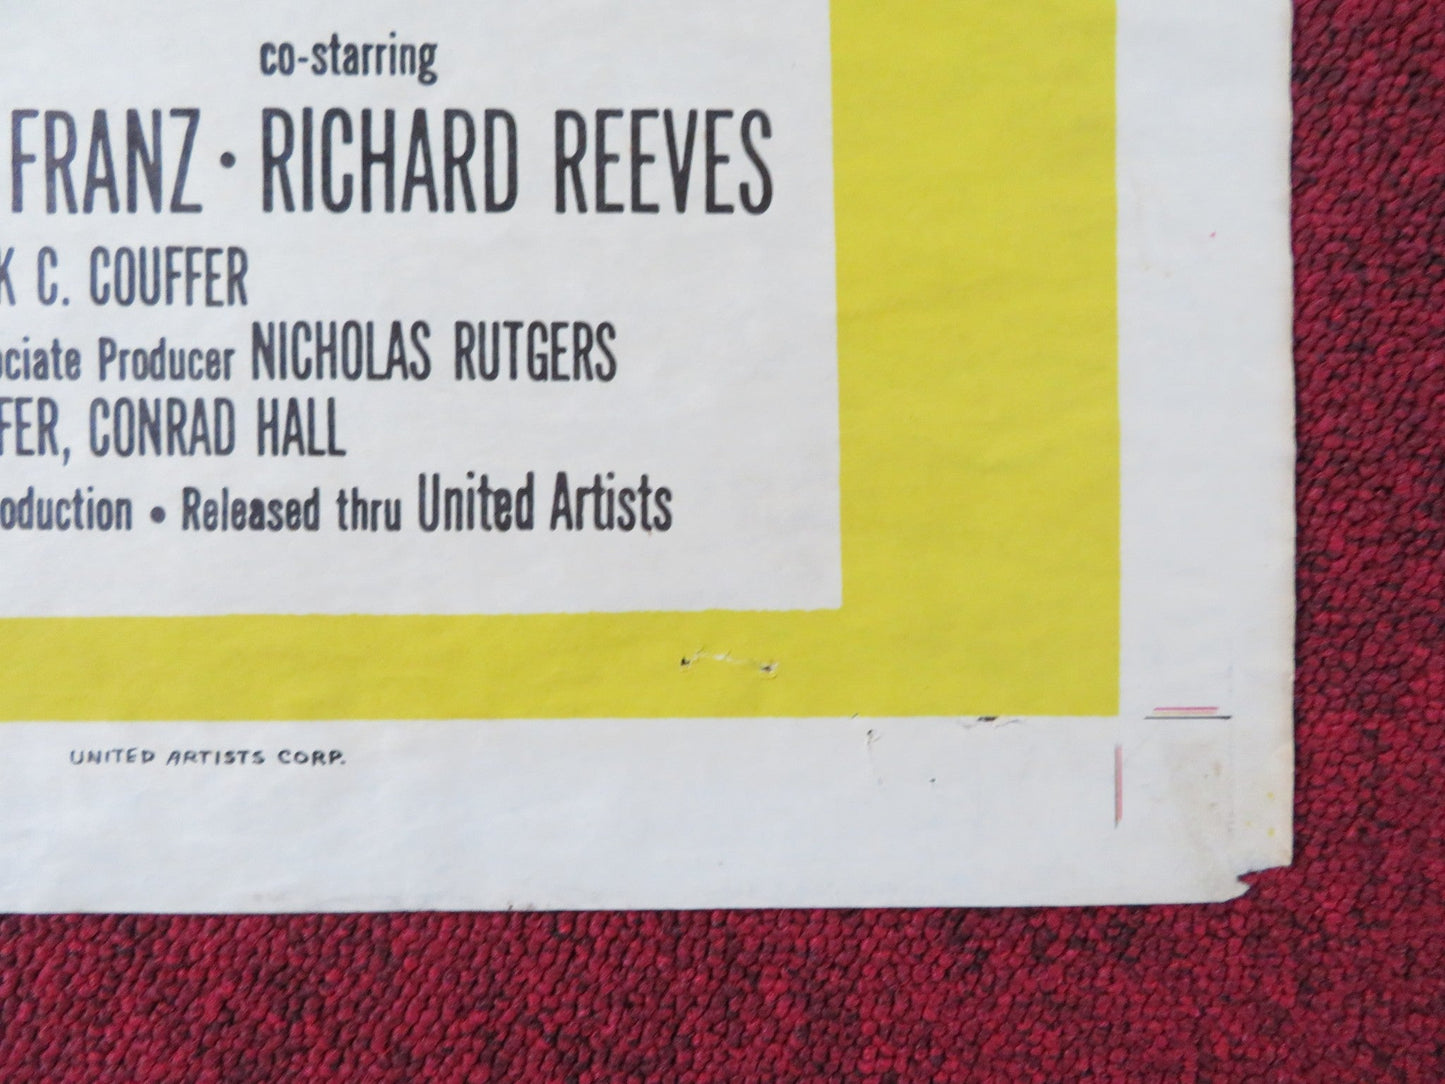 co-starring
FRANZ • RICHARD REEVES
K C. COUFFER
ociate Producer NICHOLAS RUTGERS
FER, CONRAD HALL
oduction • Released thru United Artists
UNITED ARTISTS CORP.